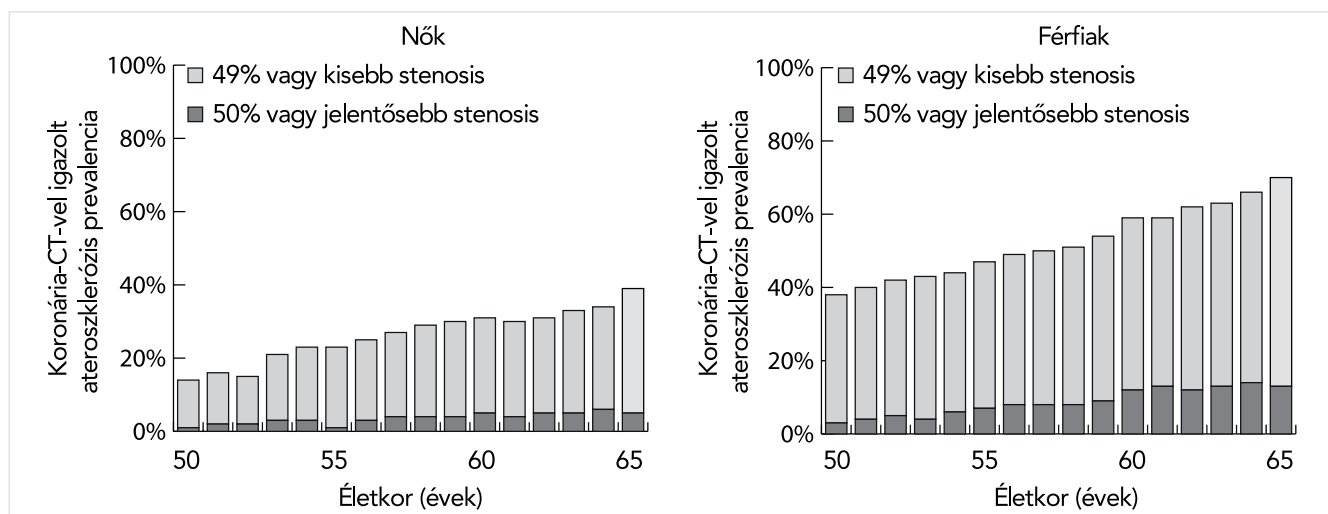 Nők
100%
80%
60%
40%
20%
0%
49% vagy kisebb stenosis
50% vagy jelentősebb stenosis
Koronária-CT-vel igazolt
ateroszklerózis prevalencia
50 55 60 65
Életkor (évek)
Férfiak
100%
80%
60%
40%
20%
0%
49% vagy kisebb stenosis
50% vagy jelentősebb stenosis
Koronária-CT-vel igazolt
ateroszklerózis prevalencia
50 55 60 65
Életkor (évek)